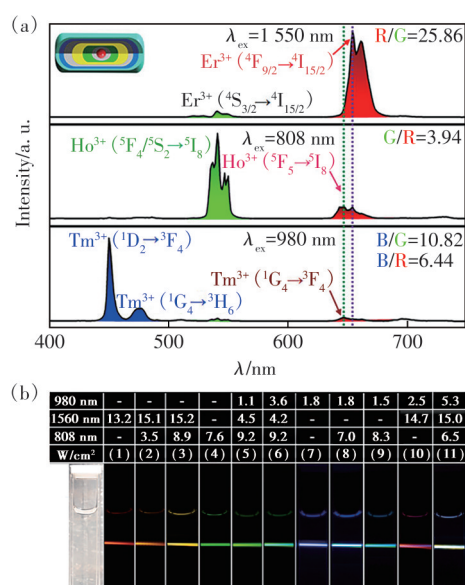 (a)
λex=1 550 nm
R/G=25.86
Er³⁺ (⁴F₉/₂→⁴I₁₅/₂)
Er³⁺ (⁴S₃/₂→⁴I₁₅/₂)
λex=808 nm
G/R=3.94
Ho³⁺ (⁵F₄/⁵S₂→⁵I₈)
Ho³⁺ (⁵F₅→⁵I₈)
λex=980 nm
B/G=10.82
B/R=6.44
Tm³⁺ (¹D₂→³F₄)
Tm³⁺ (¹G₄→³F₄)
Tm³⁺ (¹G₄→³H₆)
Intensity/a. u.
400 500 600 700
λ/nm
(b)
980 nm - - - - 1.1 3.6 1.8 1.8 1.5 2.5 5.3
1560 nm 13.2 15.1 15.2 - 4.5 4.2 - - - 14.7 15.0
808 nm - 3.5 8.9 7.6 9.2 9.2 - 7.0 8.3 - 6.5
W/cm² (1) (2) (3) (4) (5) (6) (7) (8) (9) (10) (11)